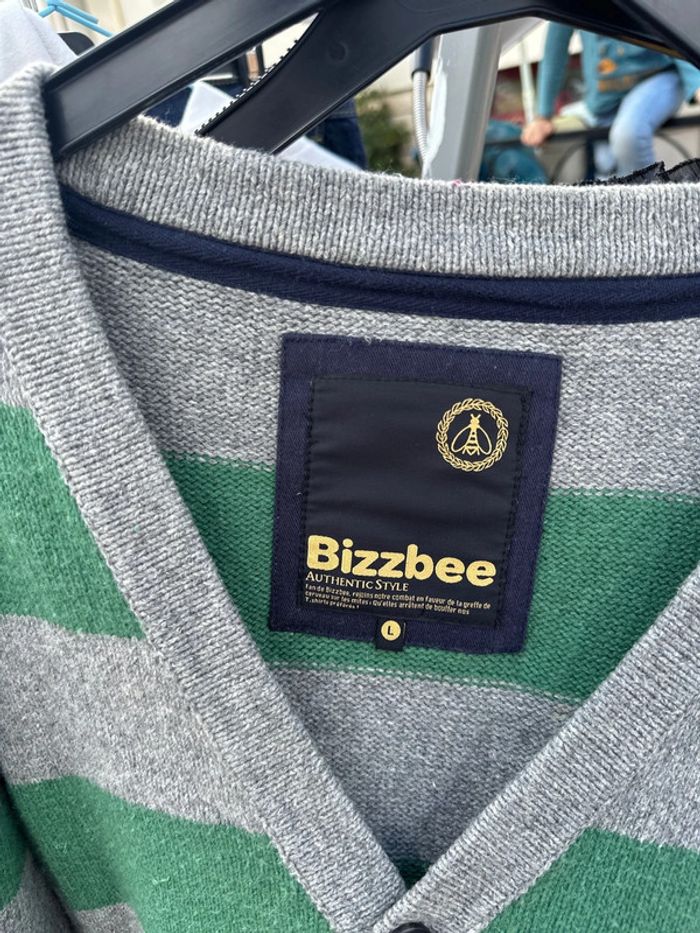 Bizzbee
AUTHENTIC STYLE
Fan de Bizzbee, rejoins notre combat en faveur de la greffe de
cerveau sur les mites : Qu'elles arrêtent de bouffer nos
T.shirts préférés !
L